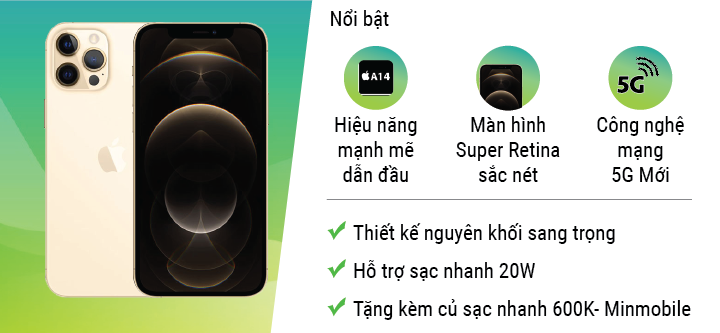 Nổi bật
A14
5G
Hiệu năng
mạnh mẽ
dẫn đầu
Màn hình
Super Retina
sắc nét
Công nghệ
mạng
5G Mới
Thiết kế nguyên khối sang trọng
Hỗ trợ sạc nhanh 20W
Tặng kèm củ sạc nhanh 600K- Minmobile